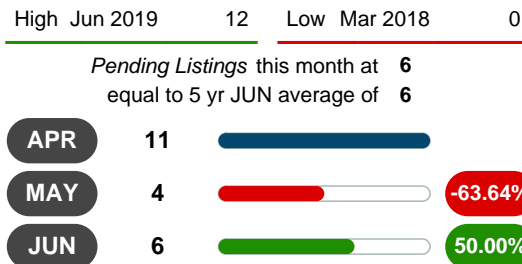 High Jun 2019 12 Low Mar 2018 0
Pending Listings this month at 6
equal to 5 yr JUN average of 6
APR 11
MAY 4 -63.64%
JUN 6 50.00%